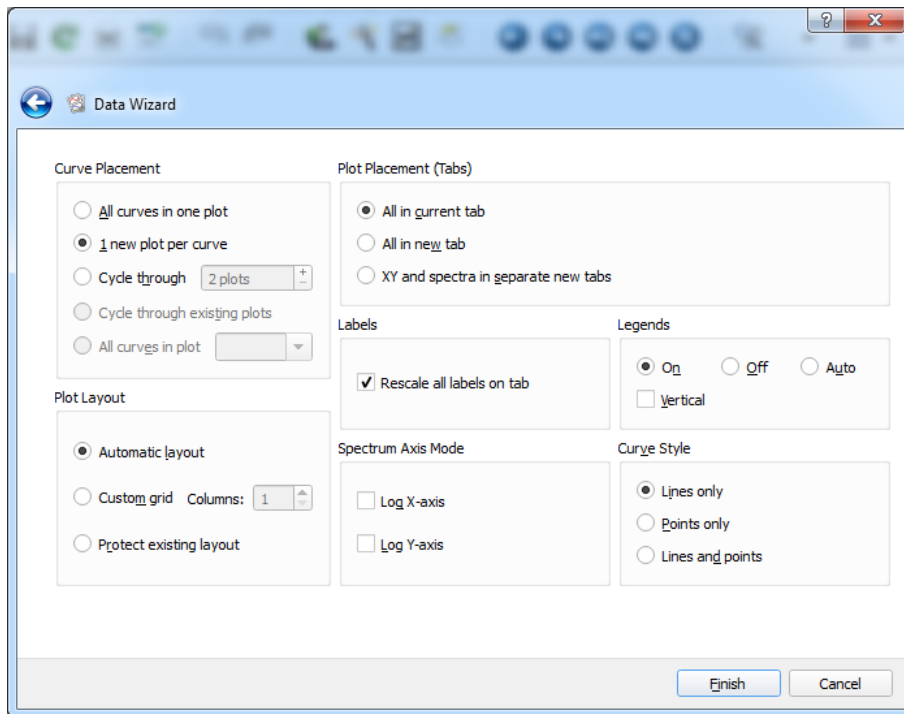 ?
Data Wizard
Curve Placement
All curves in one plot
1 new plot per curve
Cycle through 2 plots
Cycle through existing plots
All curves in plot
Plot Placement (Tabs)
All in current tab
All in new tab
XY and spectra in separate new tabs
Labels
Rescale all labels on tab
Legends
On Off Auto
Vertical
Plot Layout
Automatic layout
Custom grid Columns: 1
Protect existing layout
Spectrum Axis Mode
Log X-axis
Log Y-axis
Curve Style
Lines only
Points only
Lines and points
Finish Cancel